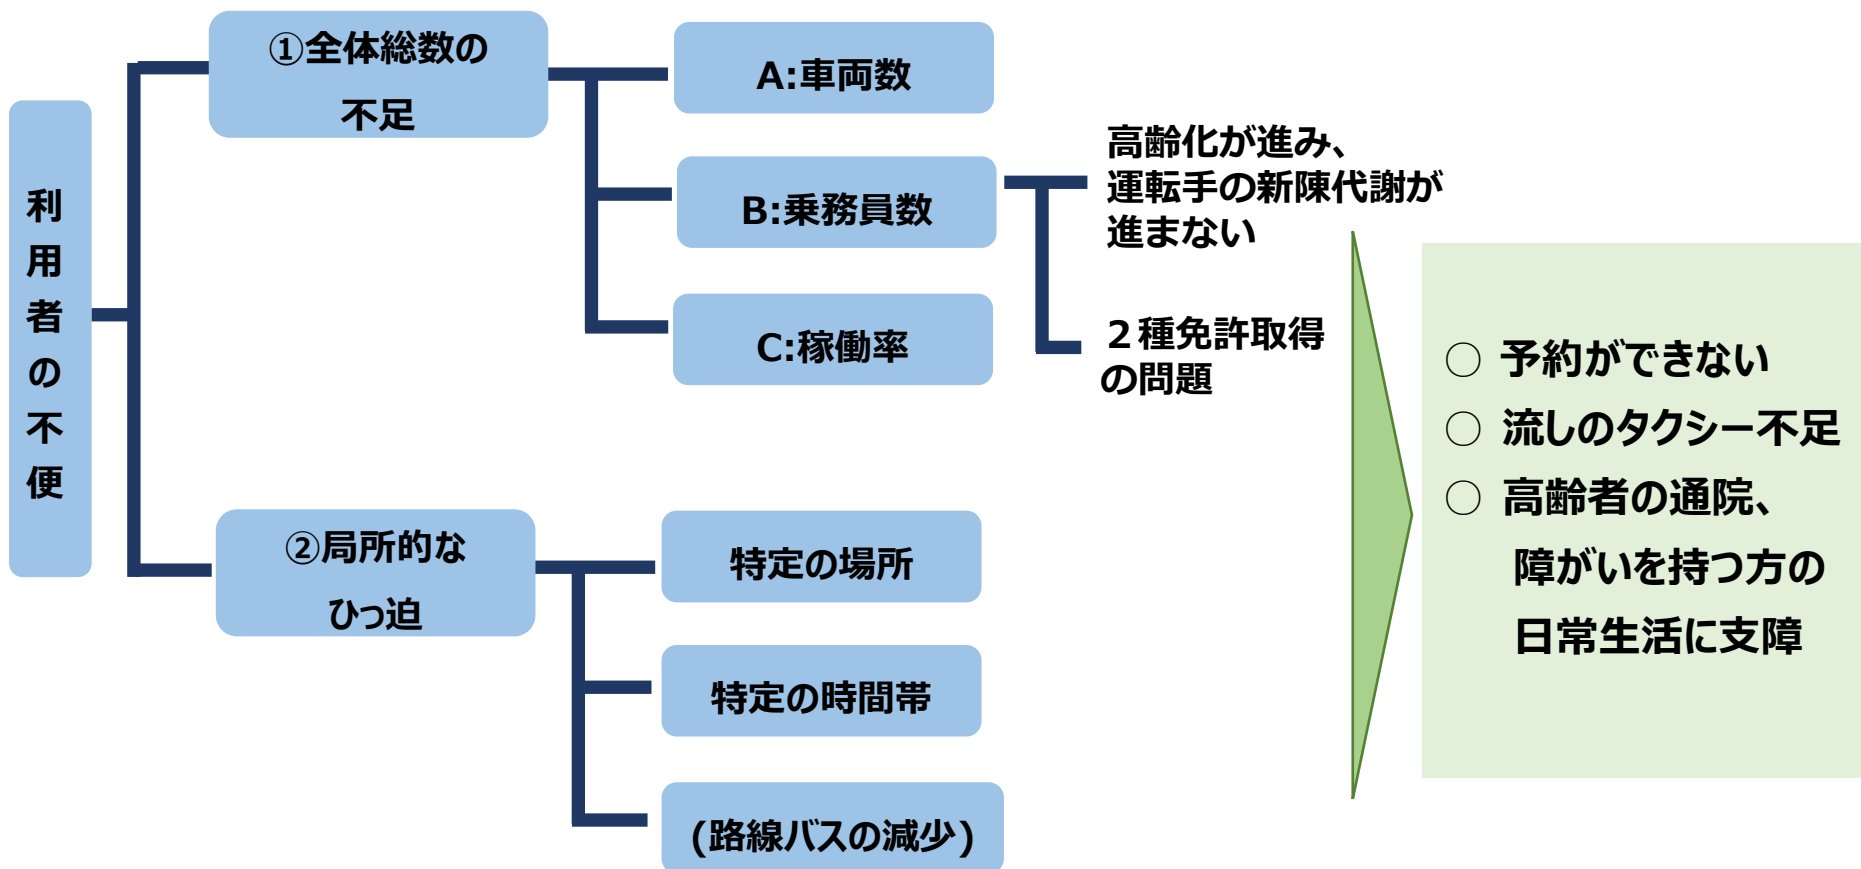 利用者の不便
①全体総数の
不足
A:車両数
B:乗務員数
C:稼働率
高齢化が進み、
運転手の新陳代謝が
進まない
２種免許取得
の問題
②局所的な
ひっ迫
特定の場所
特定の時間帯
(路線バスの減少)
○ 予約ができない
○ 流しのタクシー不足
○ 高齢者の通院、
障がいを持つ方の
日常生活に支障